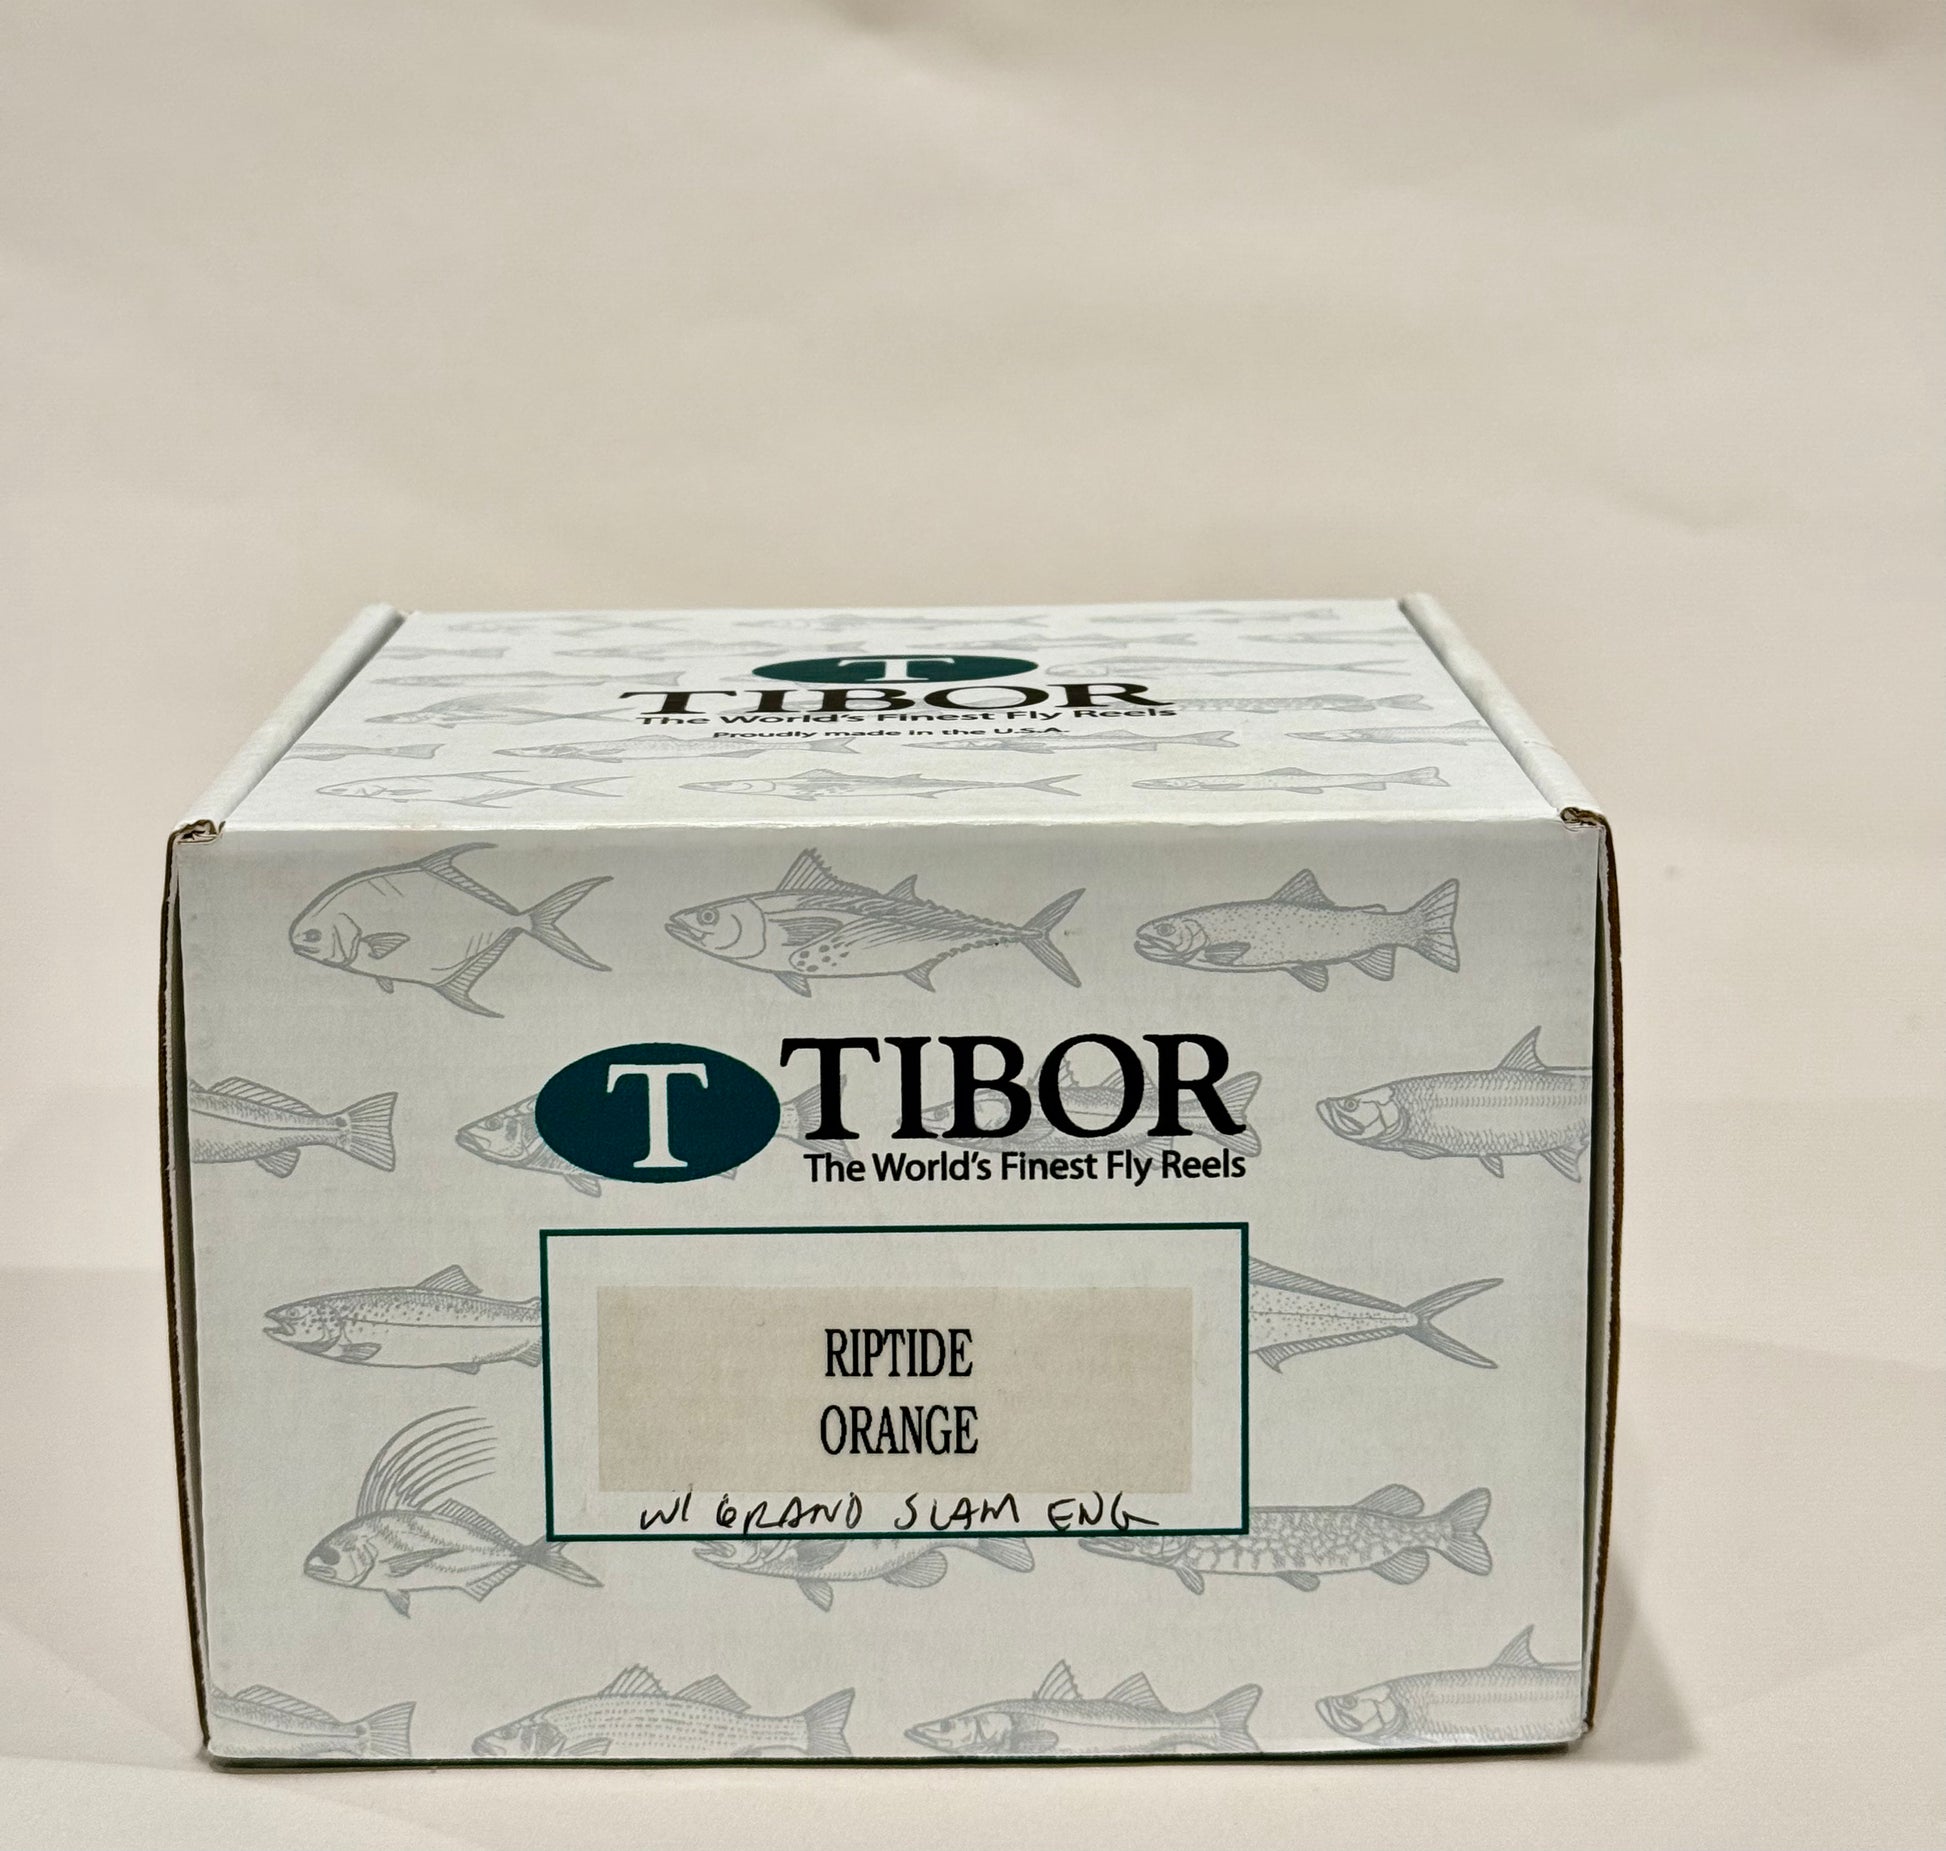 T
TIBOR
The World's Finest Fly Reels
Proudly made in the U.S.A.
T TIBOR
The World's Finest Fly Reels
RIPTIDE
ORANGE
W/ GRAND SLAM ENG